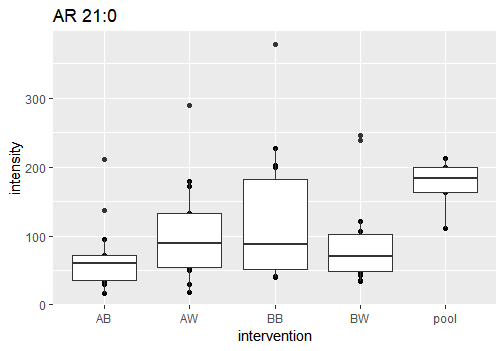 AR 21:0
intensity
300
200
100
0
AB AW BB BW pool
intervention